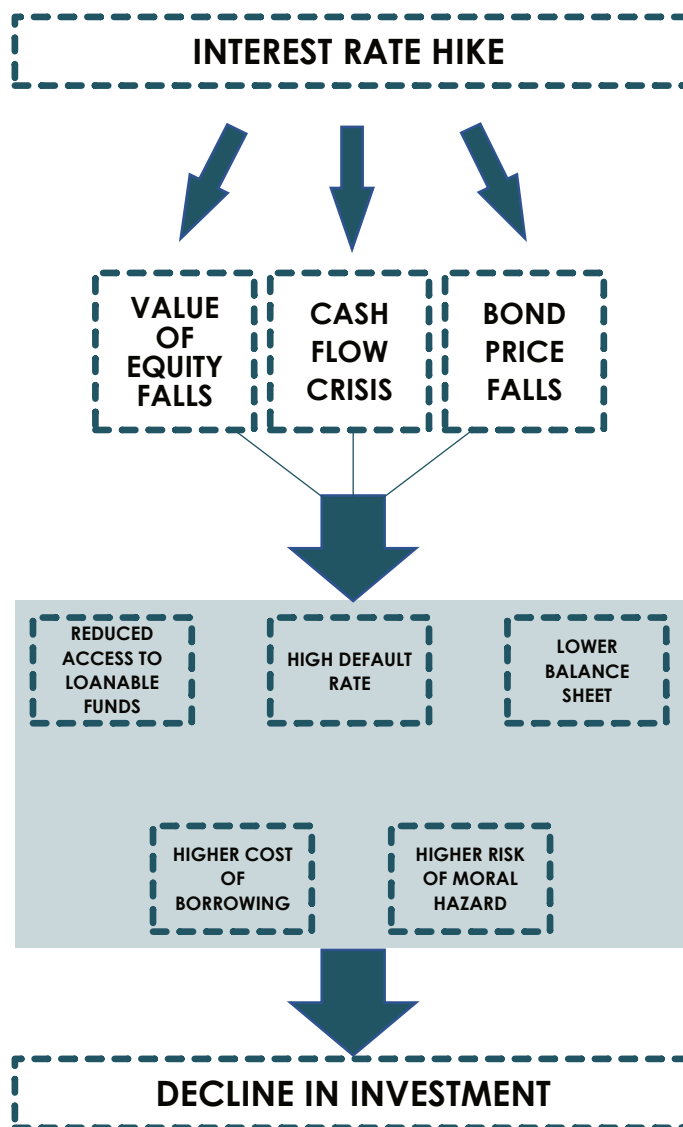 INTEREST RATE HIKE
VALUE
OF
EQUITY
FALLS
CASH
FLOW
CRISIS
BOND
PRICE
FALLS
REDUCED
ACCESS TO
LOANABLE
FUNDS
HIGH DEFAULT
RATE
LOWER
BALANCE
SHEET
HIGHER COST
OF
BORROWING
HIGHER RISK
OF MORAL
HAZARD
DECLINE IN INVESTMENT